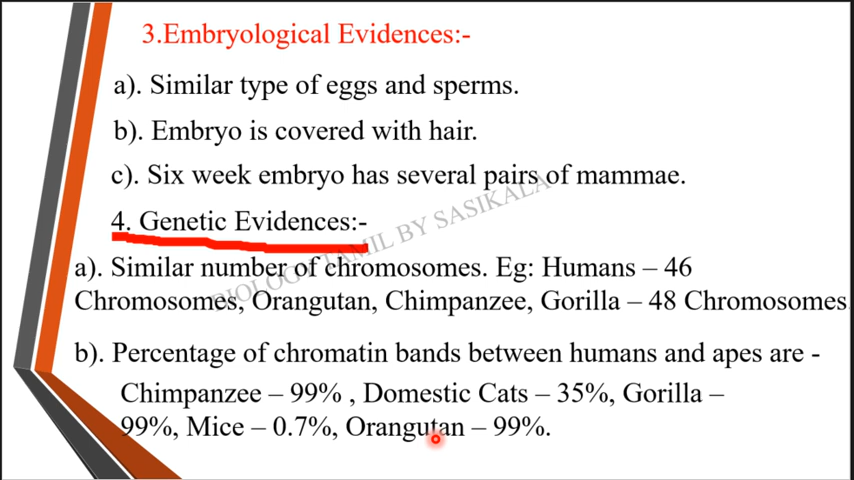 3.Embryological Evidences:-
a). Similar type of eggs and sperms.
b). Embryo is covered with hair.
c). Six week embryo has several pairs of mammae.
4. Genetic Evidences:-
BIOLOGY TAMIL BY SASIKALA
a). Similar number of chromosomes. Eg: Humans – 46
Chromosomes, Orangutan, Chimpanzee, Gorilla – 48 Chromosomes.
b). Percentage of chromatin bands between humans and apes are -
Chimpanzee – 99% , Domestic Cats – 35%, Gorilla –
99%, Mice – 0.7%, Orangutan – 99%.